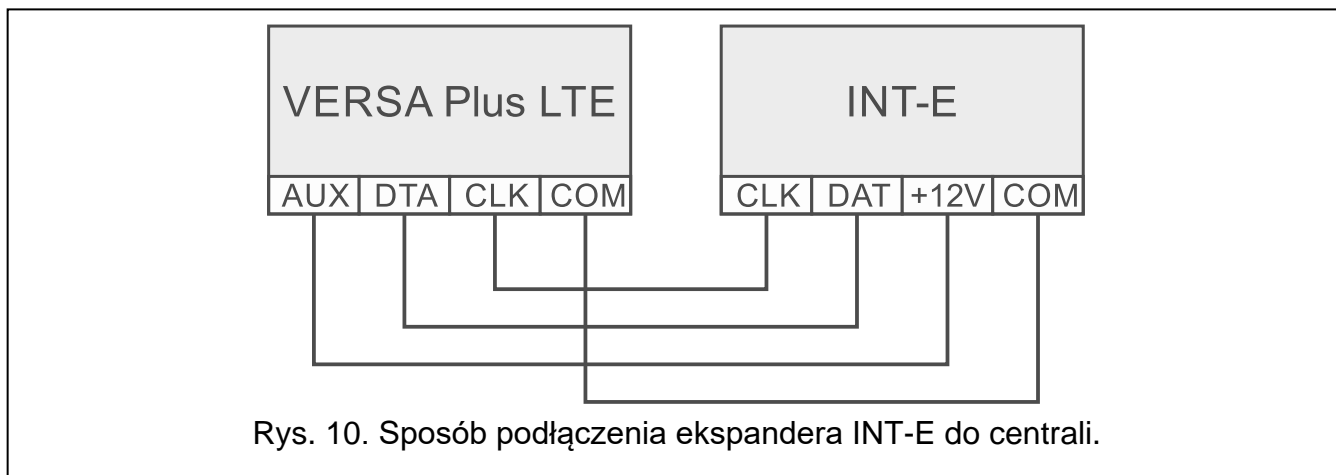 VERSA Plus LTE INT-E
AUX DTA CLK COM CLK DAT +12V COM
Rys. 10. Sposób podłączenia ekspandera INT-E do centrali.